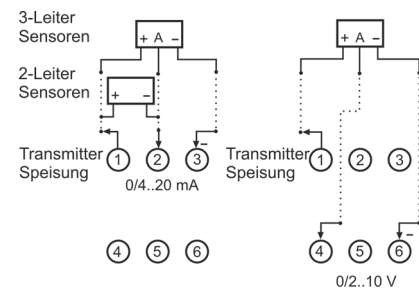 3-Leiter
Sensoren
+ A −
+ A −
2-Leiter
Sensoren
+ −
Transmitter
Speisung
1 2 3 −
0/4..20 mA
Transmitter
Speisung
1 2 3
4 5 6
4 5 6 −
0/2..10 V